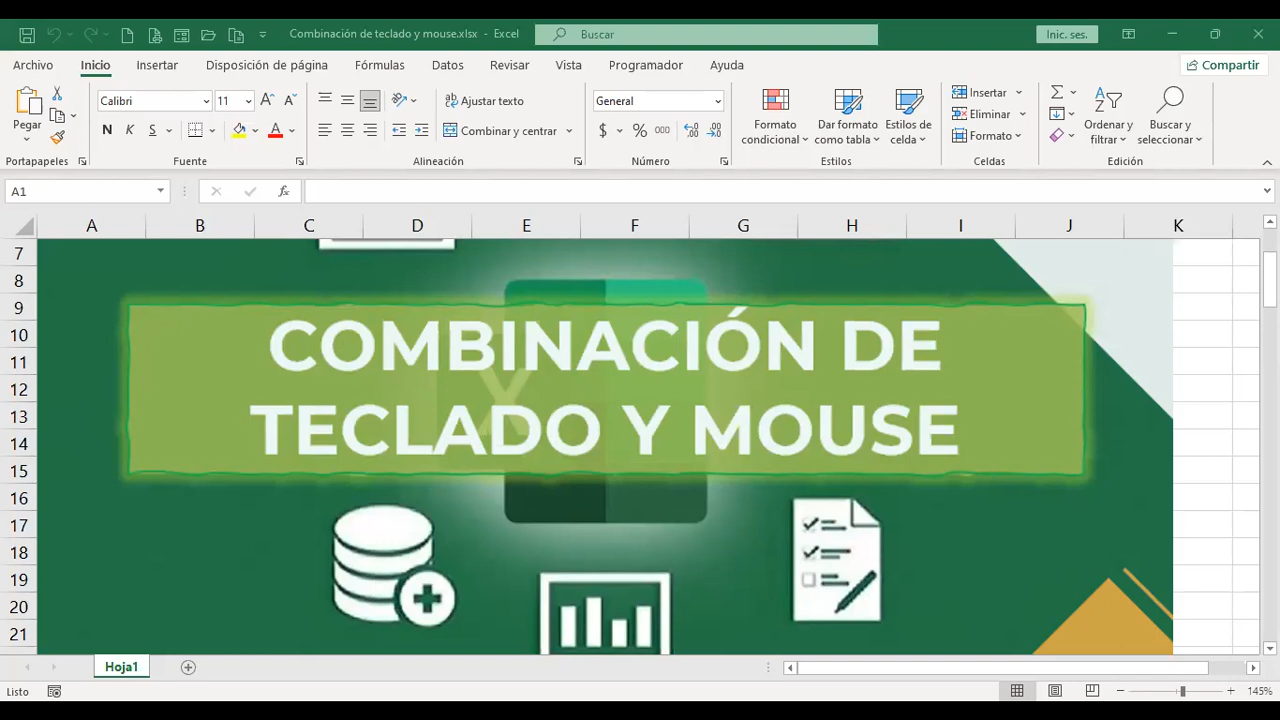 Combinación de teclado y mouse.xlsx - Excel
Buscar
Inic. ses.
Archivo Inicio Insertar Disposición de página Fórmulas Datos Revisar Vista Programador Ayuda
Compartir
Pegar
Portapapeles
Calibri 11
N K S
Fuente
Ajustar texto
Combinar y centrar
Alineación
General
$ % 000
Número
Formato condicional
Dar formato como tabla
Estilos de celda
Estilos
Insertar
Eliminar
Formato
Celdas
Ordenar y filtrar
Buscar y seleccionar
Edición
A1
fx
A B C D E F G H I J K
7
8
9
10
11
12
13
14
15
16
17
18
19
20
21
COMBINACIÓN DE
TECLADO Y MOUSE
Hoja1
Listo
145%